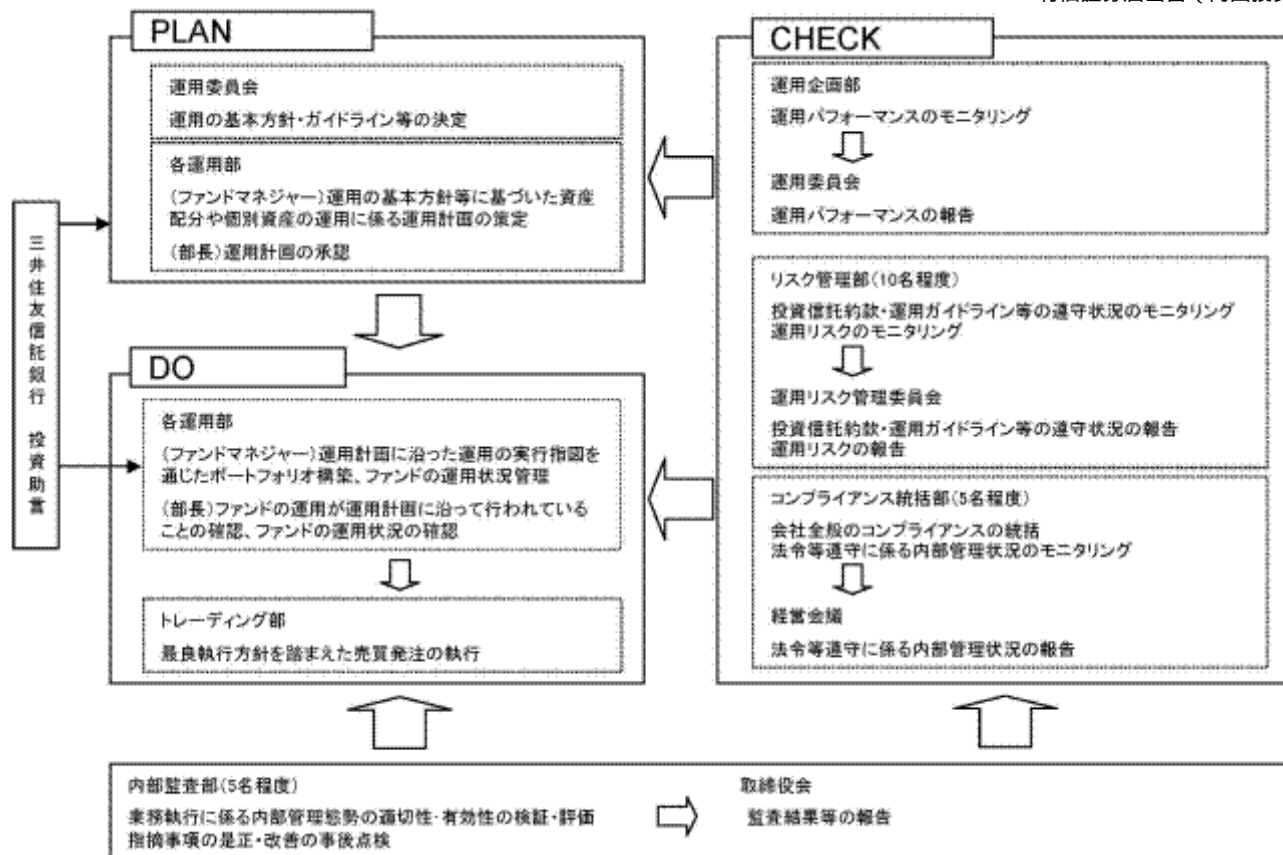 PLAN
運用委員会
運用の基本方針・ガイドライン等の決定
各運用部
(ファンドマネジャー)運用の基本方針等に基づいた資産
配分や個別資産の運用に係る運用計画の策定
(部長)運用計画の承認
三井住友信託銀行 投資助言
DO
各運用部
(ファンドマネジャー)運用計画に沿った運用の実行指図を
通じたポートフォリオ構築、ファンドの運用状況管理
(部長)ファンドの運用が運用計画に沿って行われている
ことの確認、ファンドの運用状況の確認
トレーディング部
最良執行方針を踏まえた売買発注の執行
CHECK
運用企画部
運用パフォーマンスのモニタリング
運用委員会
運用パフォーマンスの報告
リスク管理部(10名程度)
投資信託約款・運用ガイドライン等の遵守状況のモニタリング
運用リスクのモニタリング
運用リスク管理委員会
投資信託約款・運用ガイドライン等の遵守状況の報告
運用リスクの報告
コンプライアンス統括部(5名程度)
会社全般のコンプライアンスの統括
法令等遵守に係る内部管理状況のモニタリング
経営会議
法令等遵守に係る内部管理状況の報告
内部監査部(5名程度)
業務執行に係る内部管理態勢の適切性・有効性の検証・評価
指摘事項の是正・改善の事後点検
取締役会
監査結果等の報告